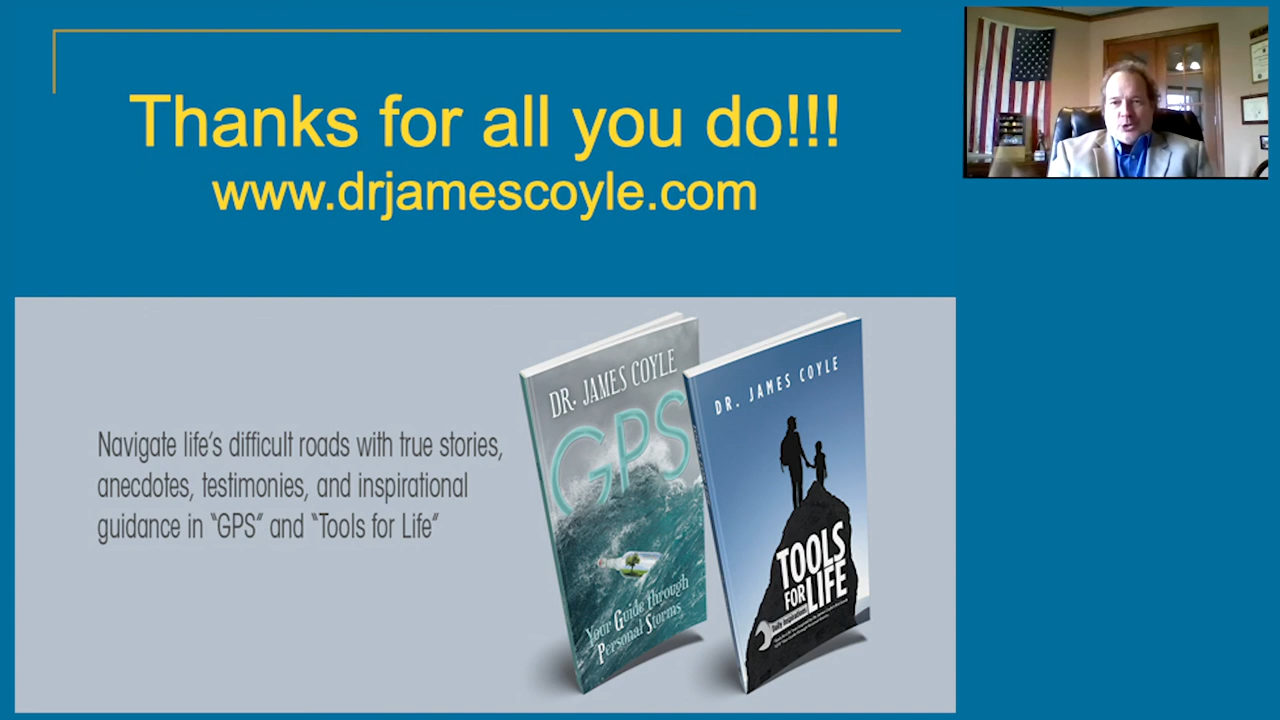 Thanks for all you do!!!
www.drjamescoyle.com
Navigate life's difficult roads with true stories,
anecdotes, testimonies, and inspirational
guidance in "GPS" and "Tools for Life"
DR. JAMES COYLE
GPS
Your Guide through
Personal Storms
DR. JAMES COYLE
TOOLS
FOR LIFE
Daily Inspirations